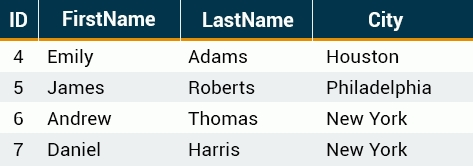 ID FirstName LastName City
4 Emily Adams Houston
5 James Roberts Philadelphia
6 Andrew Thomas New York
7 Daniel Harris New York